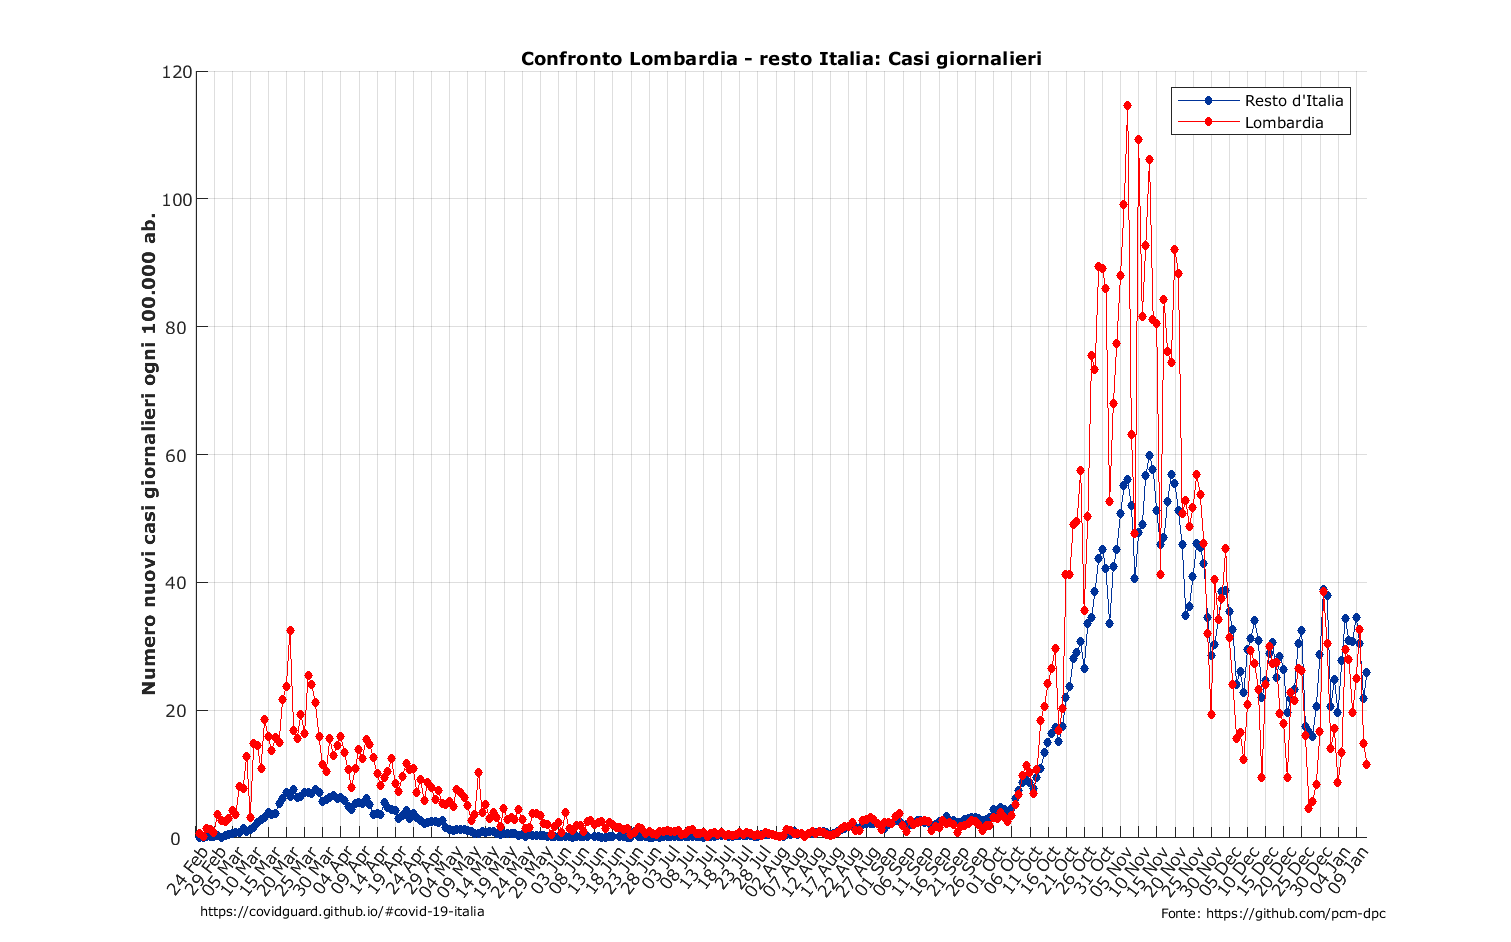 Confronto Lombardia - resto Italia: Casi giornalieri
120
100
80
60
40
20
0
Numero nuovi casi giornalieri ogni 100.000 ab.
Resto d'Italia
Lombardia
24 Feb
29 Feb
05 Mar
10 Mar
15 Mar
20 Mar
25 Mar
30 Mar
04 Apr
09 Apr
14 Apr
19 Apr
24 Apr
29 Apr
04 May
09 May
14 May
19 May
24 May
29 May
03 Jun
08 Jun
13 Jun
18 Jun
23 Jun
28 Jun
03 Jul
08 Jul
13 Jul
18 Jul
23 Jul
28 Jul
02 Aug
07 Aug
12 Aug
17 Aug
22 Aug
27 Aug
01 Sep
06 Sep
11 Sep
16 Sep
21 Sep
26 Sep
01 Oct
06 Oct
11 Oct
16 Oct
21 Oct
26 Oct
31 Oct
05 Nov
10 Nov
15 Nov
20 Nov
25 Nov
30 Nov
05 Dec
10 Dec
15 Dec
20 Dec
25 Dec
30 Dec
04 Jan
09 Jan
https://covidguard.github.io/#covid-19-italia
Fonte: https://github.com/pcm-dpc